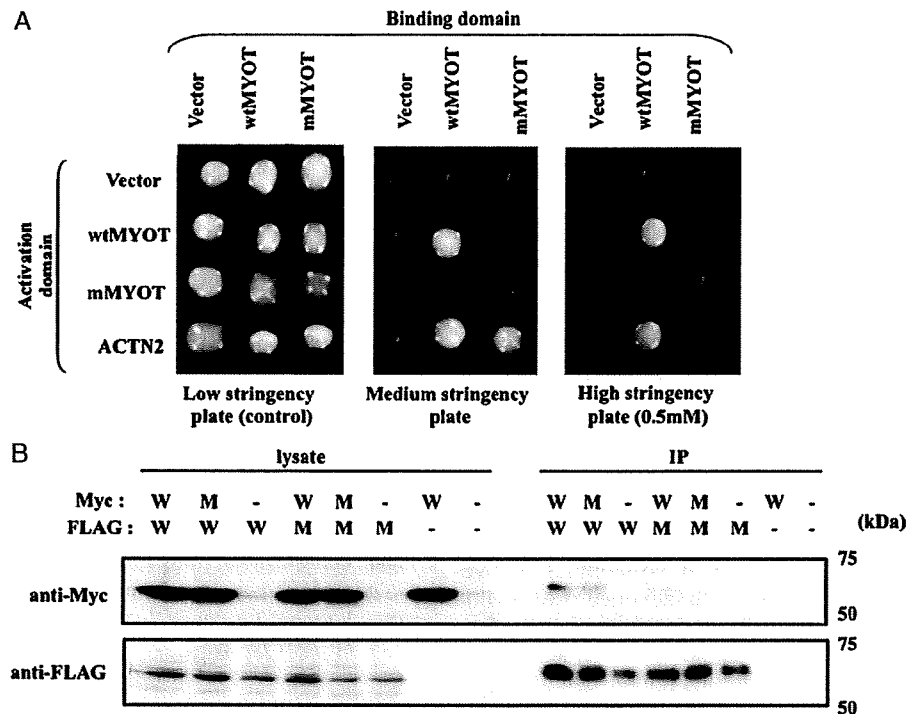 A
Binding domain
Vector wtMYOT mMYOT Vector wtMYOT mMYOT Vector wtMYOT mMYOT
Activation domain
Vector
wtMYOT
mMYOT
ACTN2
Low stringency plate (control)
Medium stringency plate
High stringency plate (0.5mM)
B
lysate IP
Myc : W M - W M - W - W M - W M - W -
FLAG : W W W M M M - - W W W M M M - - (kDa)
anti-Myc 75
50
anti-FLAG 75
50